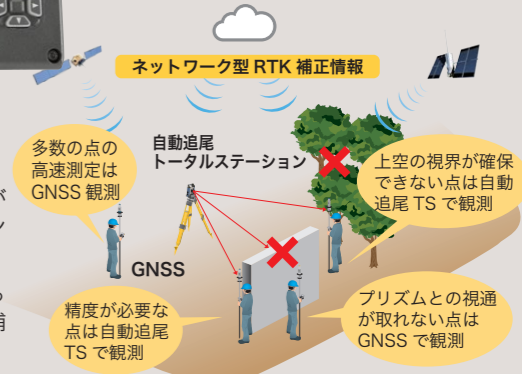 ネットワーク型 RTK 補正情報
多数の点の
高速測定は
GNSS 観測
自動追尾
トータルステーション
上空の視界が確保
できない点は自動
追尾 TS で観測
GNSS
精度が必要な
点は自動追尾
TS で観測
プリズムとの視通
が取れない点は
GNSS で観測
が
ン